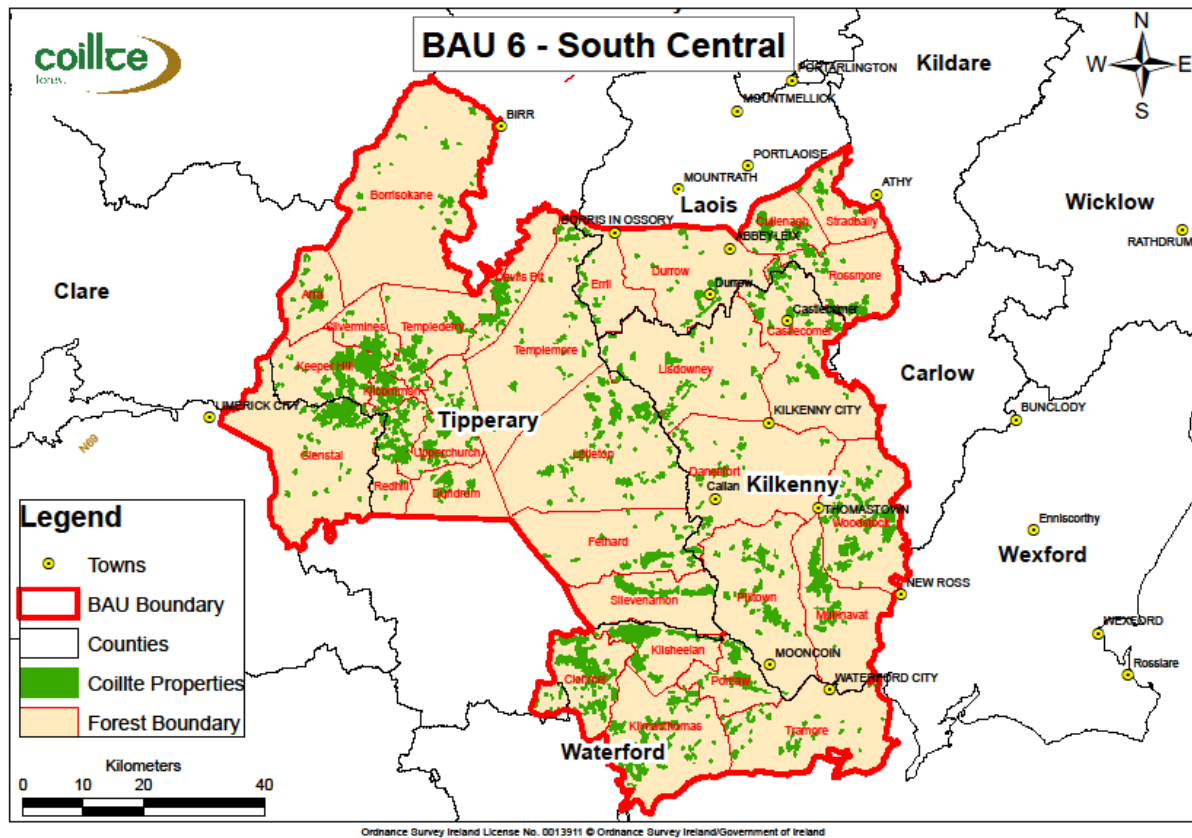 coillte
fores.
BAU 6 - South Central
N
W E
S
Kildare
PORTARLINGTON
MOUNTMELLICK
BIRR
PORTLAOISE
MOUNTRATH
ATHY
Laois
Wicklow
Borrisokane
Cullenagh
Stradbally
BORRIS IN OSSORY
RATHDRUM
ABBEYLEIX
Clare
Devils Bit
Durrow
Rossmore
Erril
Arra
Durrow
Castlecomer
Silvermines
Templederry
Castlecomer
Templemore
Keeper Hill
Lisdowney
Carlow
Kilcommon
LIMERICK CITY
Tipperary
KILKENNY CITY
BUNCLODY
N69
Glenstal
Upperchurch
Littleton
Danesfort
Redhill
Dundrum
Callan
Kilkenny
THOMASTOWN
Woodstock
Enniscorthy
Legend
Towns
BAU Boundary
Counties
Coillte Properties
Forest Boundary
Fethard
Wexford
Slievenamon
Piltown
NEW ROSS
Mullinavat
WEXFORD
Kilsheelan
MOONCOIN
Rosslare
Clonmel
Portlaw
WATERFORD CITY
Kilmacthomas
Tramore
Waterford
Kilometers
0 10 20 40
Ordnance Survey Ireland License No. 0013911 © Ordnance Survey Ireland/Government of Ireland